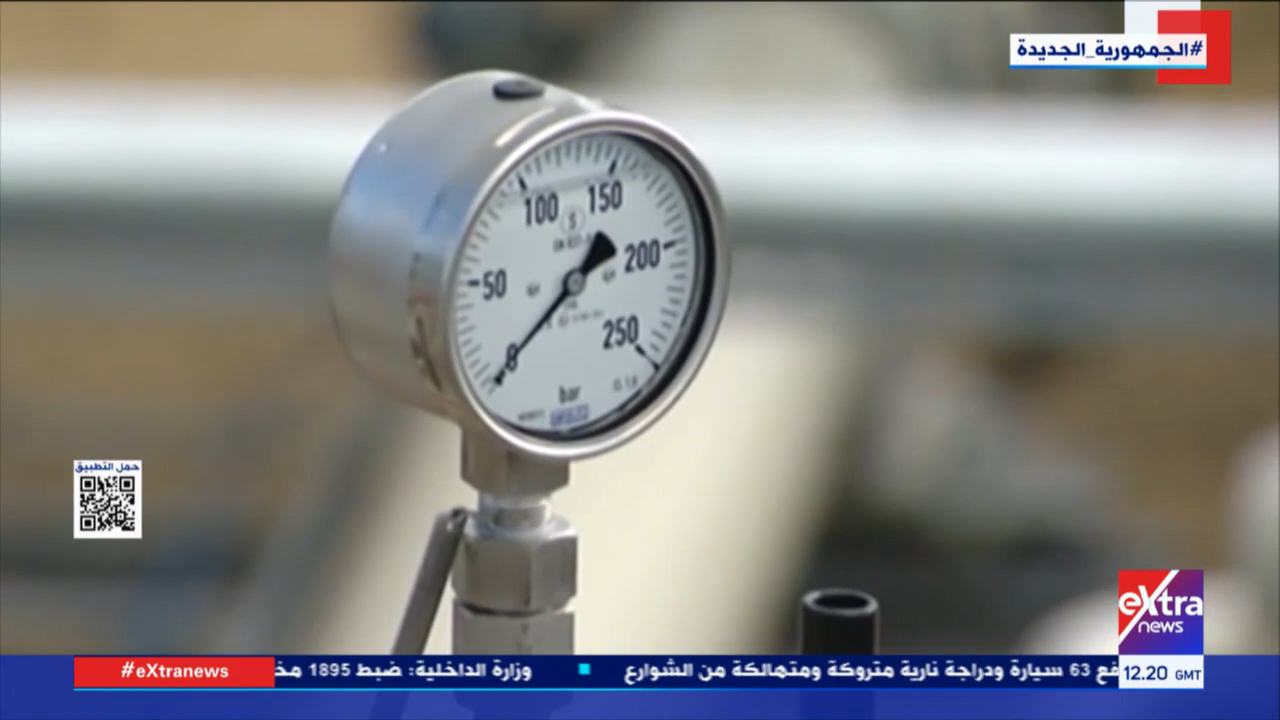 #الجمهورية_الجديدة
100
150
50
200
0
250
bar
حمل التطبيق
eXtra
news
12.20 GMT
#eXtranews
فع 63 سيارة ودراجة نارية متروكة ومتهالكة من الشوارع
وزارة الداخلية: ضبط 1895